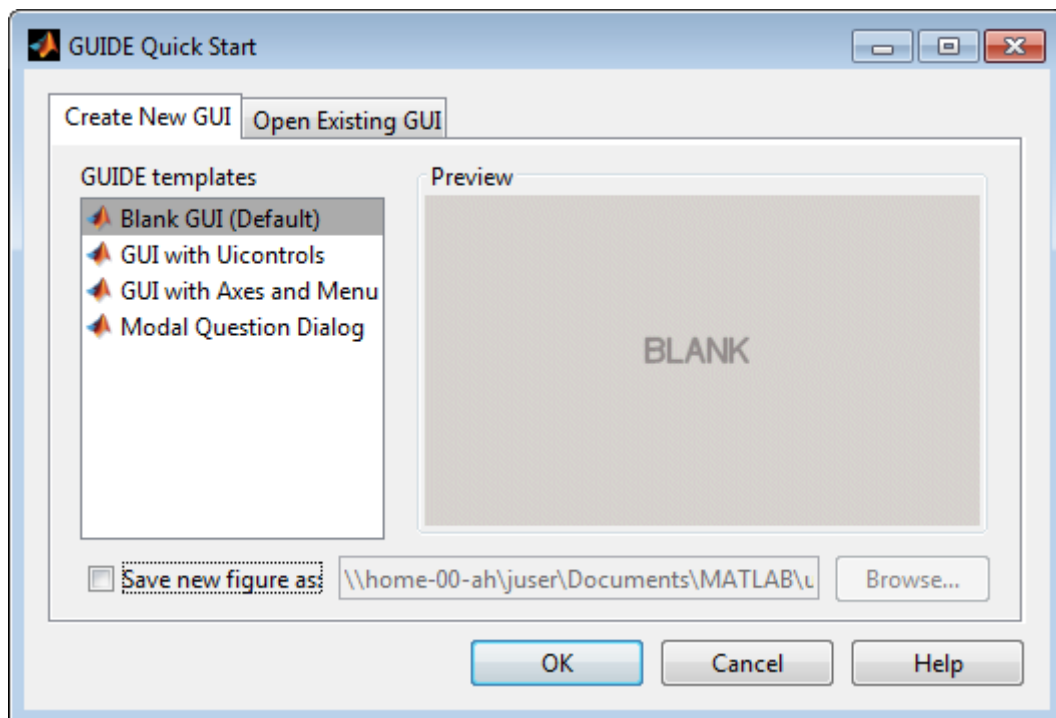 GUIDE Quick Start
Create New GUI
Open Existing GUI
GUIDE templates
Preview
Blank GUI (Default)
GUI with Uicontrols
GUI with Axes and Menu
Modal Question Dialog
BLANK
Save new figure as:
\\home-00-ah\juser\Documents\MATLAB\u
Browse...
OK
Cancel
Help